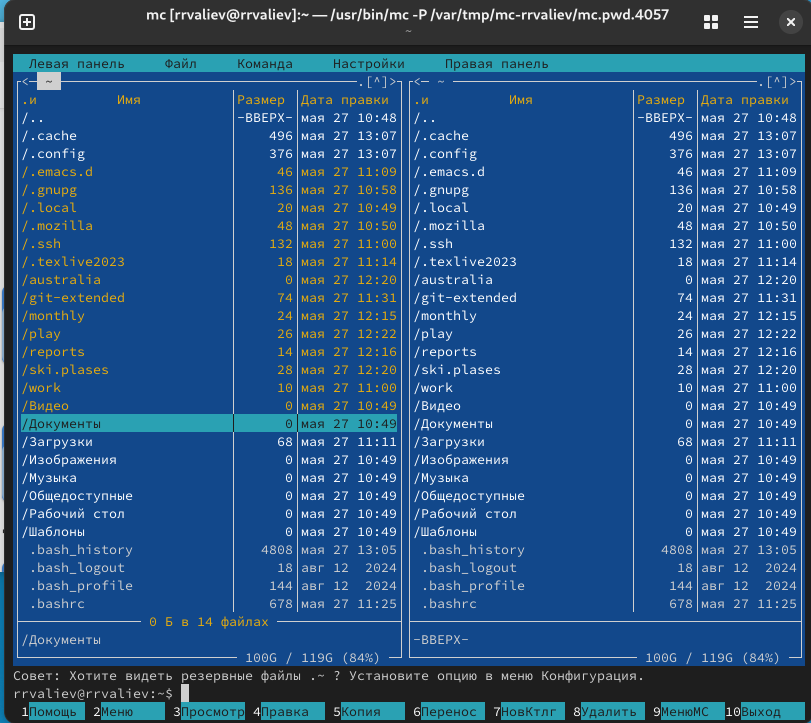 mc [rrvaliev@rrvaliev]:~ — /usr/bin/mc -P /var/tmp/mc-rrvaliev/mc.pwd.4057
~
Левая панель Файл Команда Настройки Правая панель
<─ ~ ─.[^]>
.и Имя Размер Дата правки
/.. -ВВЕРХ- мая 27 10:48
/.cache 496 мая 27 13:07
/.config 376 мая 27 13:07
/.emacs.d 46 мая 27 11:09
/.gnupg 136 мая 27 10:58
/.local 20 мая 27 10:49
/.mozilla 48 мая 27 10:50
/.ssh 132 мая 27 11:00
/.texlive2023 18 мая 27 11:14
/australia 0 мая 27 12:20
/git-extended 74 мая 27 11:31
/monthly 24 мая 27 12:15
/play 26 мая 27 12:22
/reports 14 мая 27 12:16
/ski.plases 28 мая 27 12:20
/work 10 мая 27 11:00
/Видео 0 мая 27 10:49
/Документы 0 мая 27 10:49
/Загрузки 68 мая 27 11:11
/Изображения 0 мая 27 10:49
/Музыка 0 мая 27 10:49
/Общедоступные 0 мая 27 10:49
/Рабочий стол 0 мая 27 10:49
/Шаблоны 0 мая 27 10:49
.bash_history 4808 мая 27 13:05
.bash_logout 18 авг 12 2024
.bash_profile 144 авг 12 2024
.bashrc 678 мая 27 11:25
0 Б в 14 файлах
/Документы
100G / 119G (84%)
<─ ~ ─.[^]>
.и Имя Размер Дата правки
/.. -ВВЕРХ- мая 27 10:48
/.cache 496 мая 27 13:07
/.config 376 мая 27 13:07
/.emacs.d 46 мая 27 11:09
/.gnupg 136 мая 27 10:58
/.local 20 мая 27 10:49
/.mozilla 48 мая 27 10:50
/.ssh 132 мая 27 11:00
/.texlive2023 18 мая 27 11:14
/australia 0 мая 27 12:20
/git-extended 74 мая 27 11:31
/monthly 24 мая 27 12:15
/play 26 мая 27 12:22
/reports 14 мая 27 12:16
/ski.plases 28 мая 27 12:20
/work 10 мая 27 11:00
/Видео 0 мая 27 10:49
/Документы 0 мая 27 10:49
/Загрузки 68 мая 27 11:11
/Изображения 0 мая 27 10:49
/Музыка 0 мая 27 10:49
/Общедоступные 0 мая 27 10:49
/Рабочий стол 0 мая 27 10:49
/Шаблоны 0 мая 27 10:49
.bash_history 4808 мая 27 13:05
.bash_logout 18 авг 12 2024
.bash_profile 144 авг 12 2024
.bashrc 678 мая 27 11:25
-ВВЕРХ-
100G / 119G (84%)
Совет: Хотите видеть резервные файлы .~ ? Установите опцию в меню Конфигурация.
rrvaliev@rrvaliev:~$
1Помощь 2Меню 3Просмотр 4Правка 5Копия 6Перенос 7НовКтлг 8Удалить 9МенюMC 10Выход